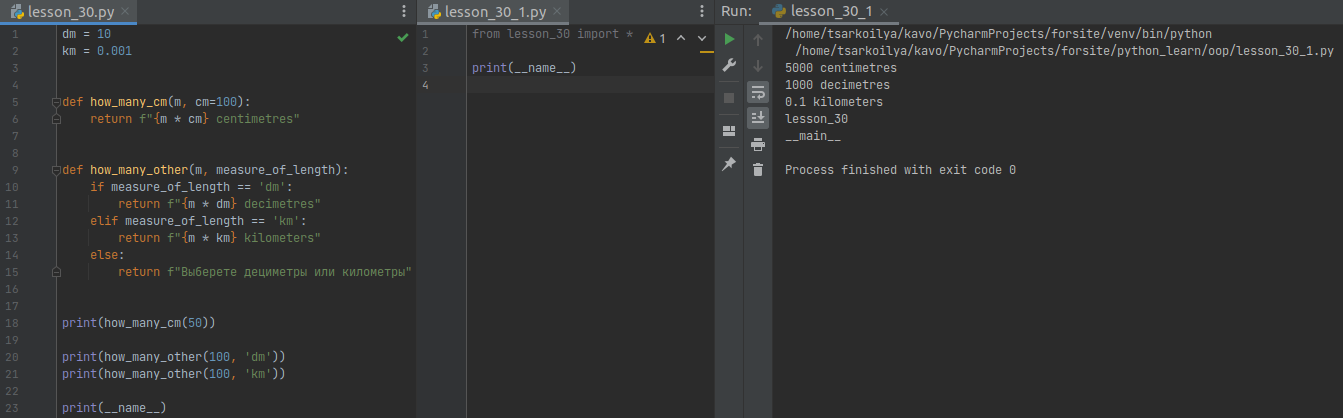 lesson_30.py
1 dm = 10
2 km = 0.001
3
4
5 def how_many_cm(m, cm=100):
6 return f"{m * cm} centimetres"
7
8
9 def how_many_other(m, measure_of_length):
10 if measure_of_length == 'dm':
11 return f"{m * dm} decimetres"
12 elif measure_of_length == 'km':
13 return f"{m * km} kilometers"
14 else:
15 return f"Выберете дециметры или километры"
16
17
18 print(how_many_cm(50))
19
20 print(how_many_other(100, 'dm'))
21 print(how_many_other(100, 'km'))
22
23 print(__name__)
lesson_30_1.py
1 from lesson_30 import * 1
2
3 print(__name__)
4
Run: lesson_30_1
/home/tsarkoilya/kavo/PycharmProjects/forsite/venv/bin/python
/home/tsarkoilya/kavo/PycharmProjects/forsite/python_learn/oop/lesson_30_1.py
5000 centimetres
1000 decimetres
0.1 kilometers
lesson_30
__main__
Process finished with exit code 0